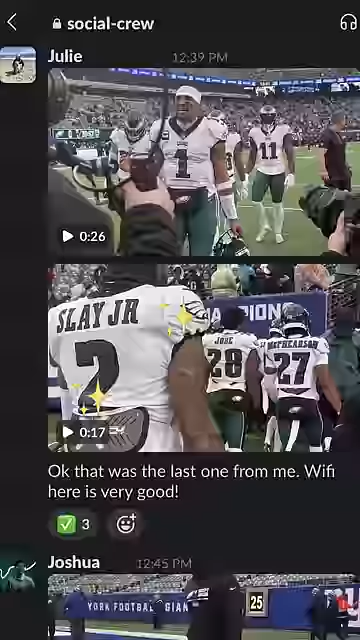 social-crew
Julie 12:39 PM
1
11
0:26
SLAY JR
2
JOBE
28
McPHEARSON
27
0:17
Ok that was the last one from me. Wifi
here is very good!
3
Joshua 12:45 PM
YORK FOOTBALL GIAN
25